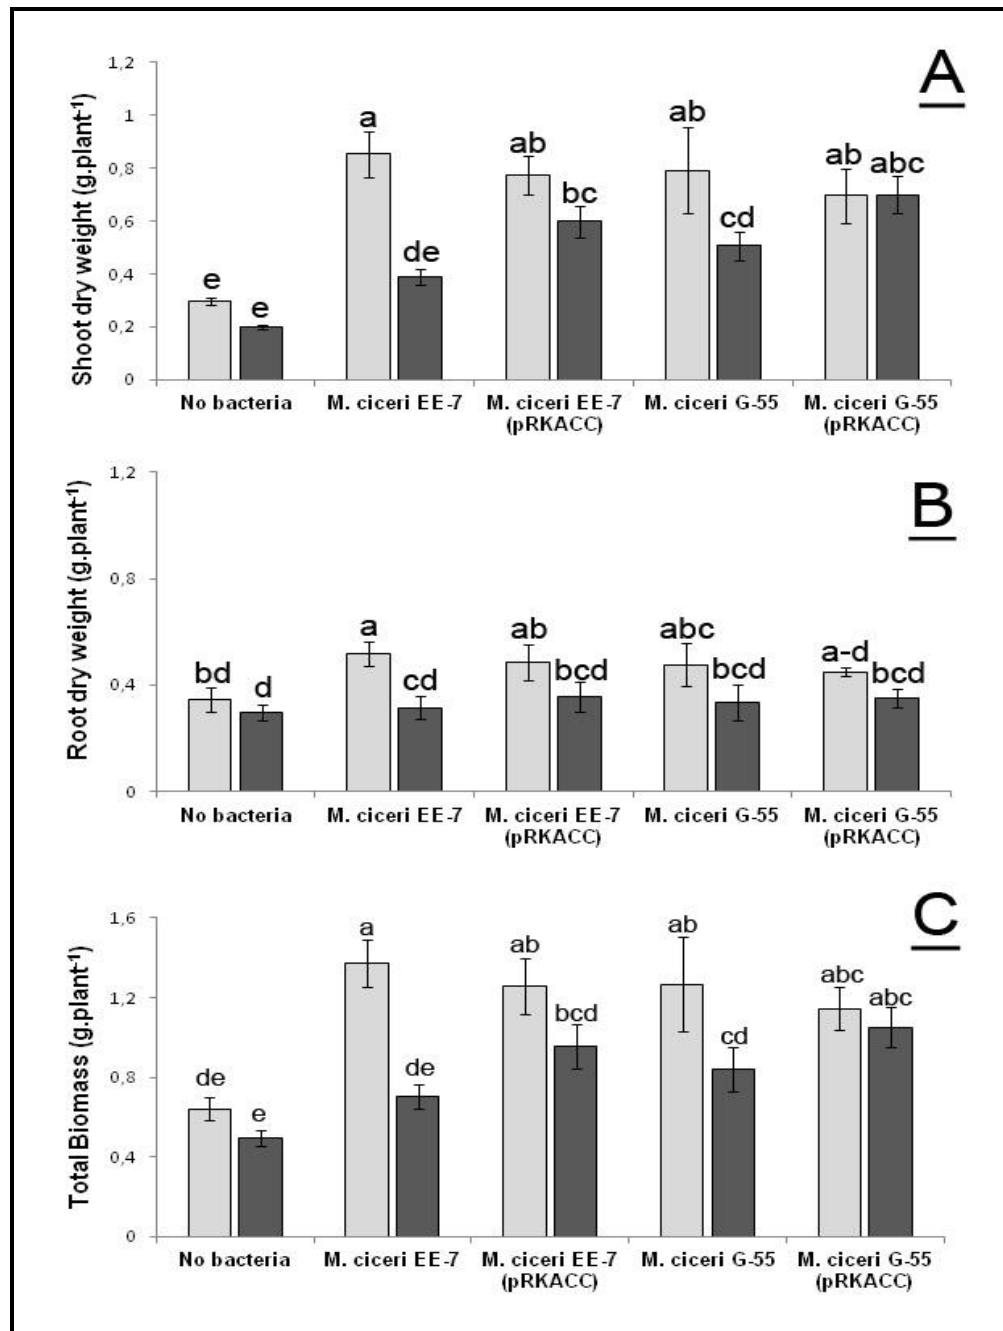 A
Shoot dry weight (g.plant-1)
1,2
1
0,8
0,6
0,4
0,2
0
e
e
a
de
ab
bc
ab
cd
ab
abc
No bacteria
M. ciceri EE-7
M. ciceri EE-7
(pRKACC)
M. ciceri G-55
M. ciceri G-55
(pRKACC)
B
Root dry weight (g.plant-1)
1,2
0,8
0,4
0
bd
d
a
cd
ab
bcd
abc
bcd
a-d
bcd
No bacteria
M. ciceri EE-7
M. ciceri EE-7
(pRKACC)
M. ciceri G-55
M. ciceri G-55
(pRKACC)
C
Total Biomass (g.plant-1)
1,6
1,2
0,8
0,4
0
de
e
a
de
ab
bcd
ab
cd
abc
abc
No bacteria
M. ciceri EE-7
M. ciceri EE-7
(pRKACC)
M. ciceri G-55
M. ciceri G-55
(pRKACC)